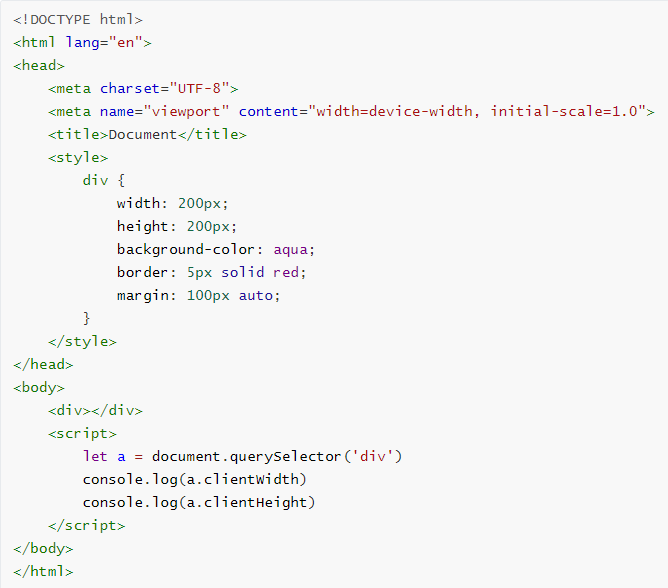 <!DOCTYPE html>
<html lang="en">
<head>
    <meta charset="UTF-8">
    <meta name="viewport" content="width=device-width, initial-scale=1.0">
    <title>Document</title>
    <style>
        div {
            width: 200px;
            height: 200px;
            background-color: aqua;
            border: 5px solid red;
            margin: 100px auto;
        }
    </style>
</head>
<body>
    <div></div>
    <script>
        let a = document.querySelector('div')
        console.log(a.clientWidth)
        console.log(a.clientHeight)
    </script>
</body>
</html>